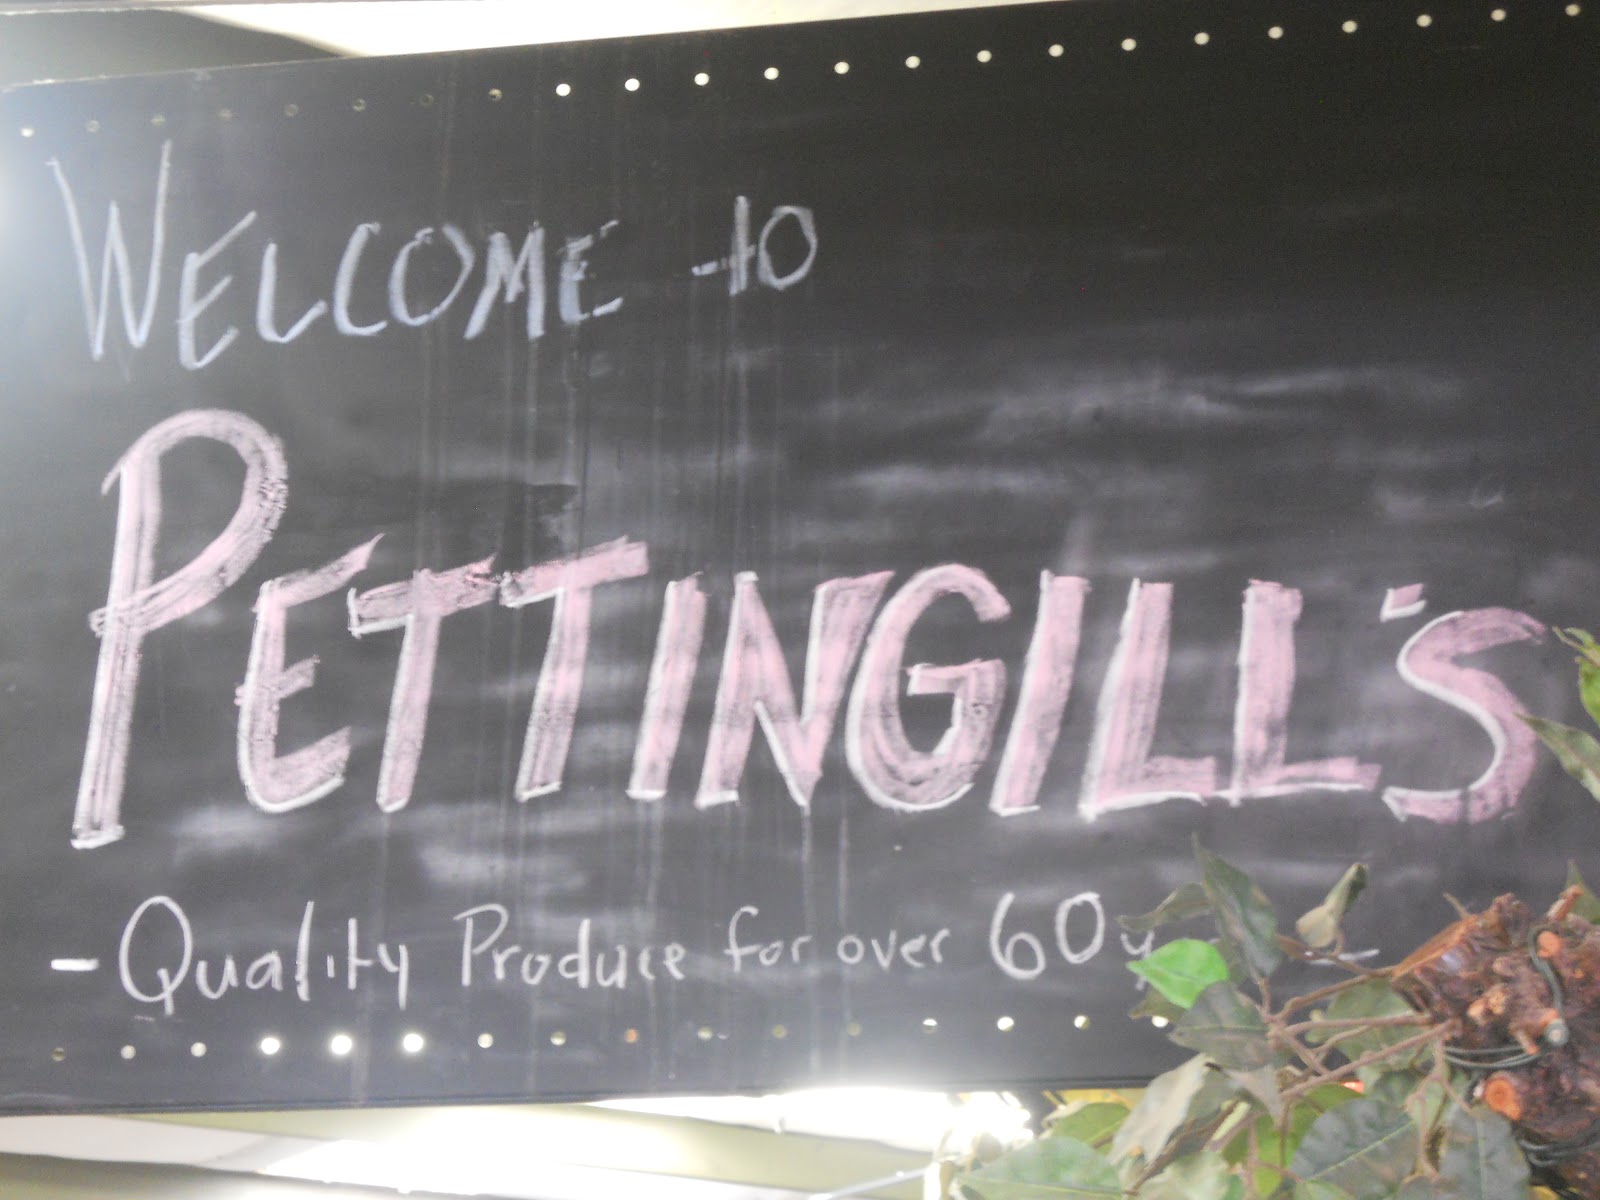 WELCOME to
PETTINGILL'S
- Quality Produce for over 60